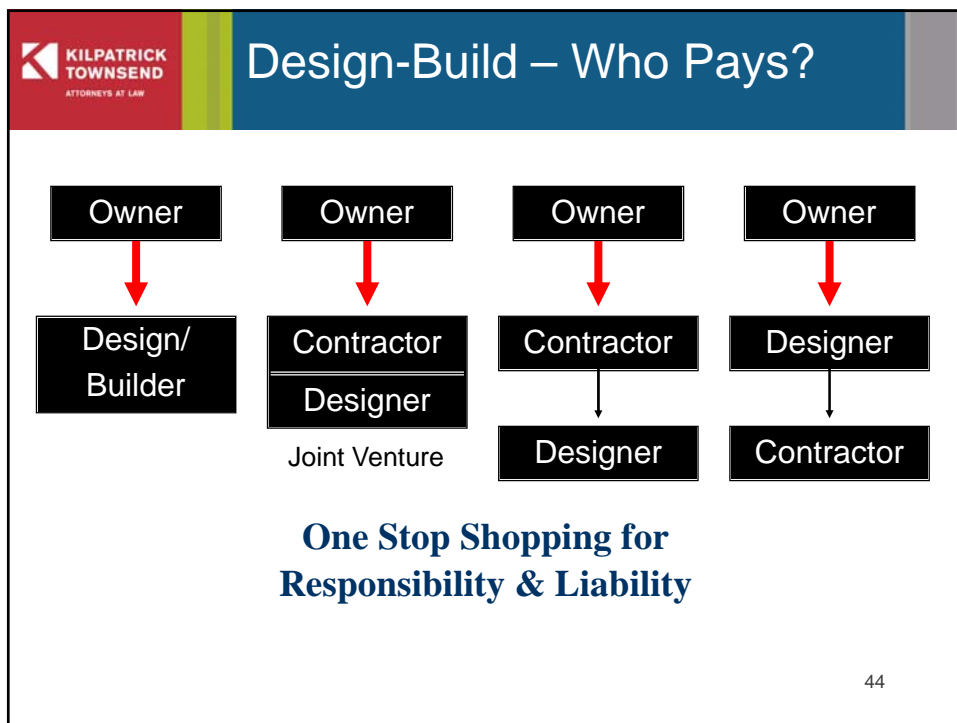 KILPATRICK
TOWNSEND
ATTORNEYS AT LAW
Design-Build – Who Pays?
Owner
Design/
Builder
Owner
Contractor
Designer
Joint Venture
Owner
Contractor
Designer
Owner
Designer
Contractor
One Stop Shopping for
Responsibility & Liability
44